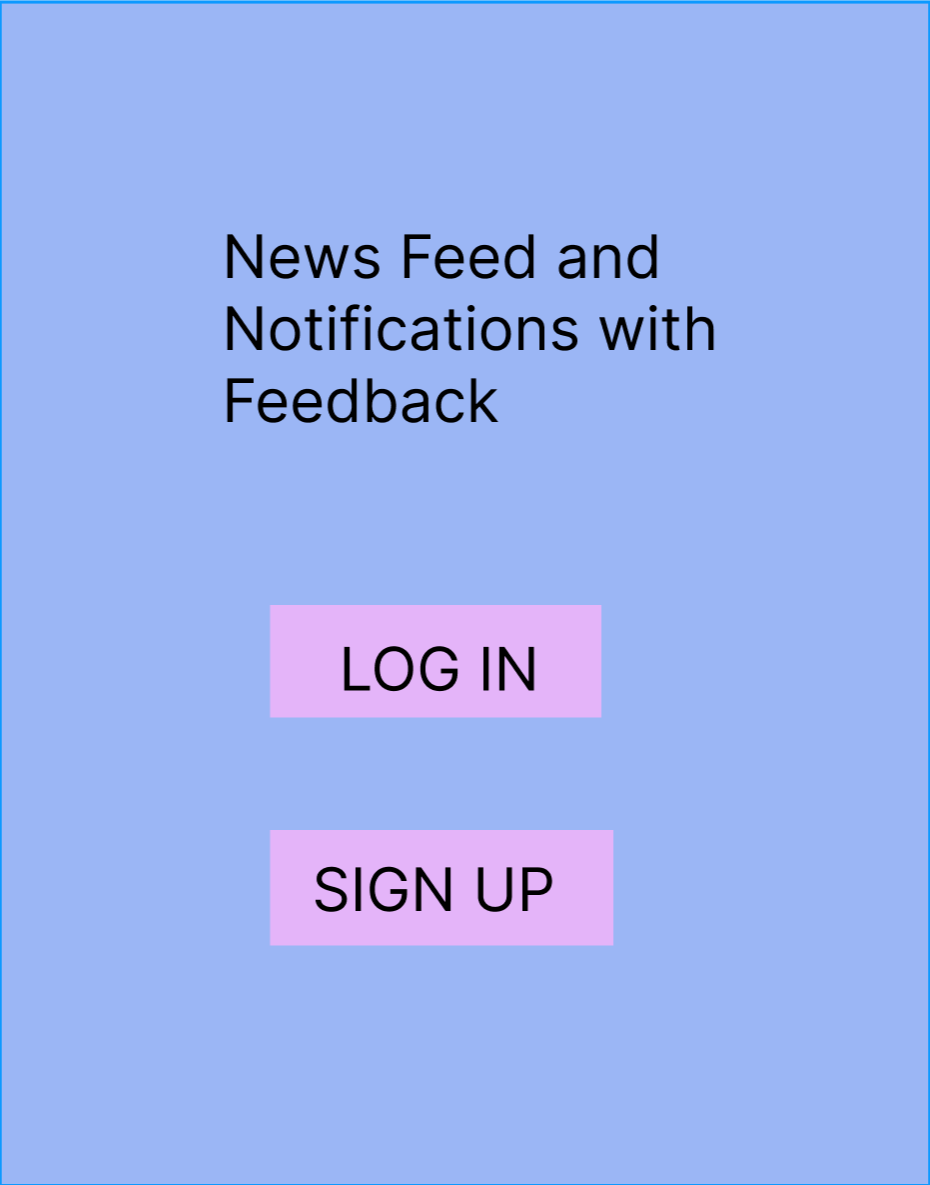 News Feed and
Notifications with
Feedback
LOG IN
SIGN UP